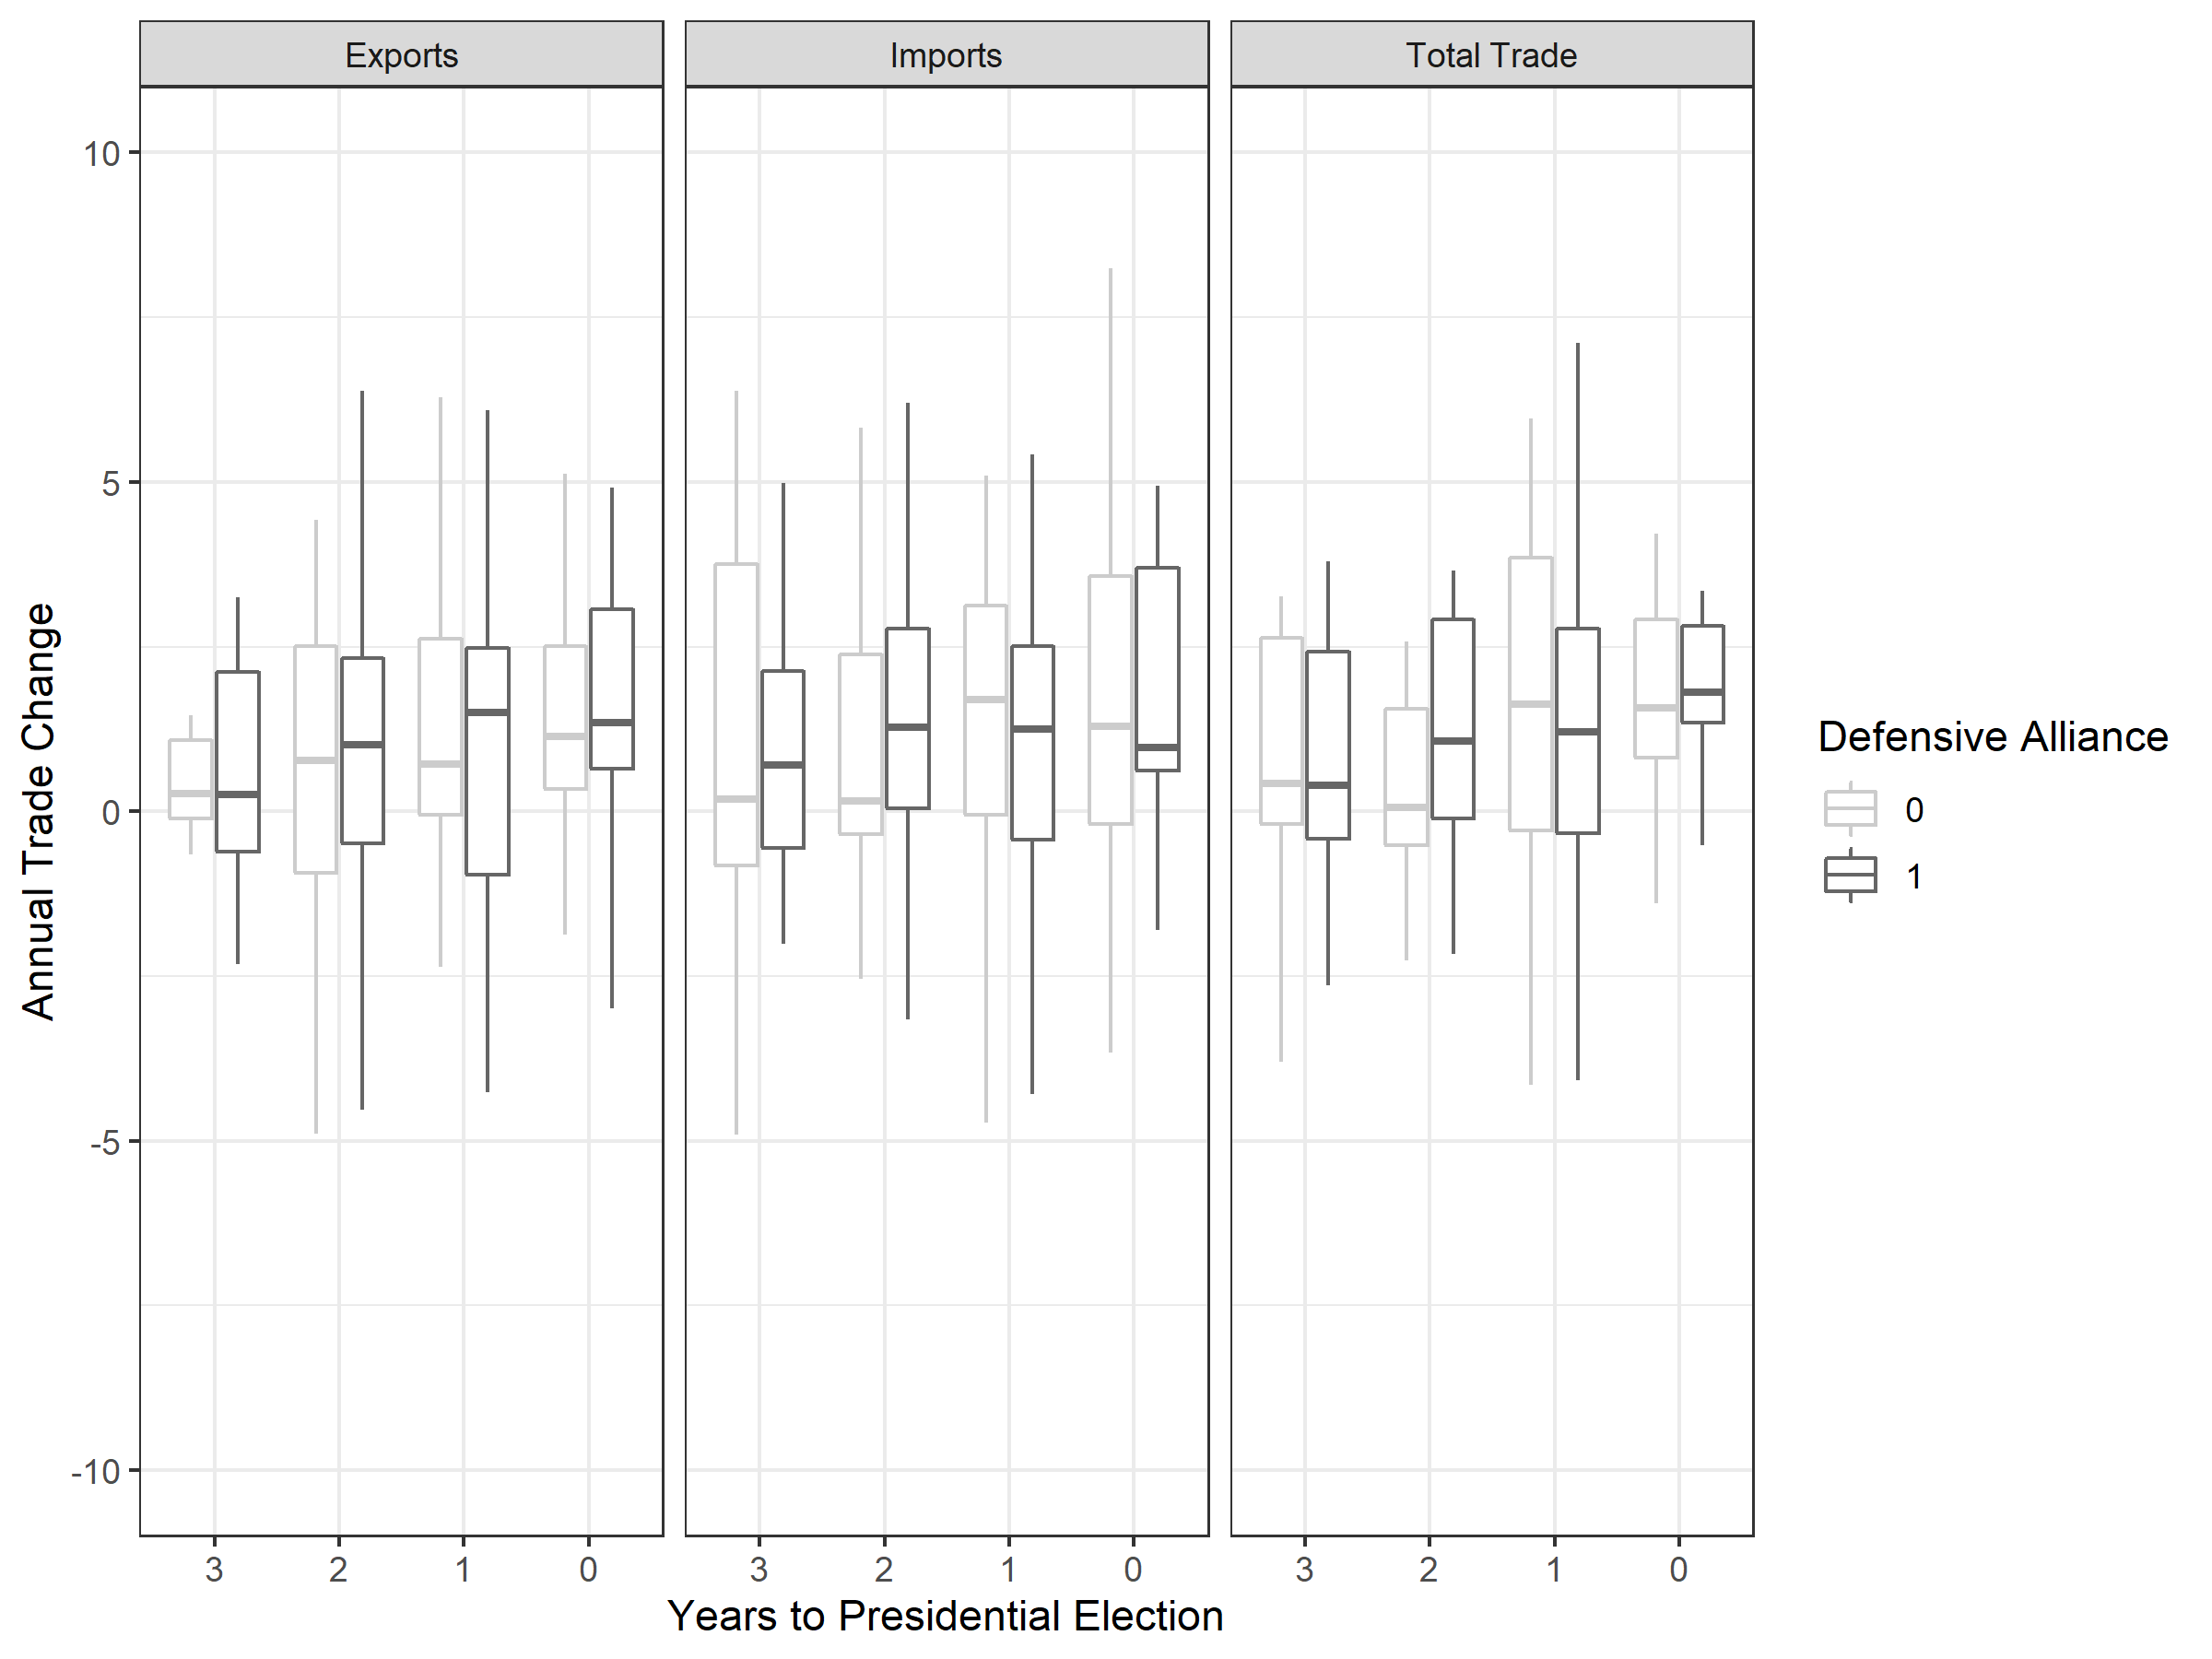 Exports
Imports
Total Trade
Annual Trade Change
10
5
0
-5
-10
3 2 1 0
3 2 1 0
3 2 1 0
Years to Presidential Election
Defensive Alliance
0
1